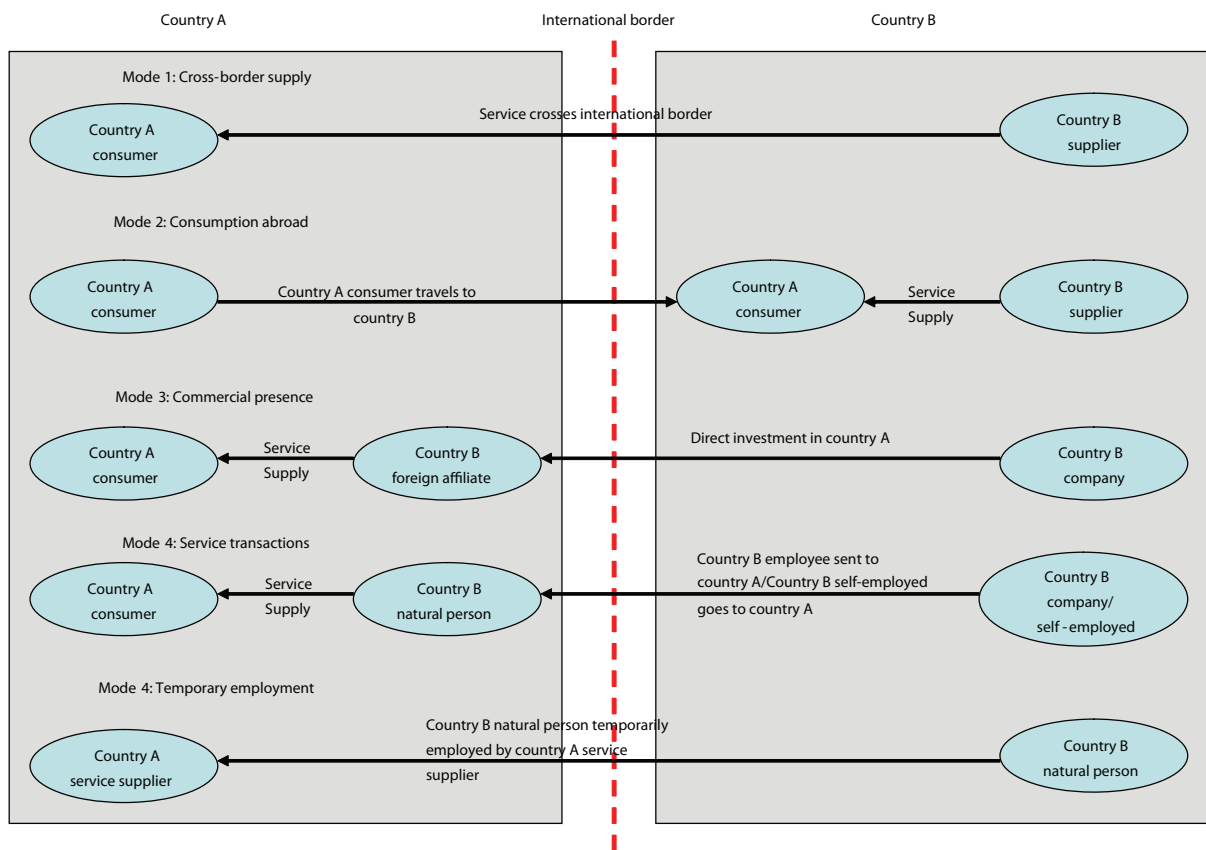 Country A
International border
Country B
Mode 1: Cross-border supply
Country A
consumer
Service crosses international border
Country B
supplier
Mode 2: Consumption abroad
Country A
consumer
Country A consumer travels to
country B
Country A
consumer
Service
Supply
Country B
supplier
Mode 3: Commercial presence
Country A
consumer
Service
Supply
Country B
foreign affiliate
Direct investment in country A
Country B
company
Mode 4: Service transactions
Country A
consumer
Service
Supply
Country B
natural person
Country B employee sent to
country A/Country B self-employed
goes to country A
Country B
company/
self-employed
Mode 4: Temporary employment
Country A
service supplier
Country B natural person temporarily
employed by country A service
supplier
Country B
natural person